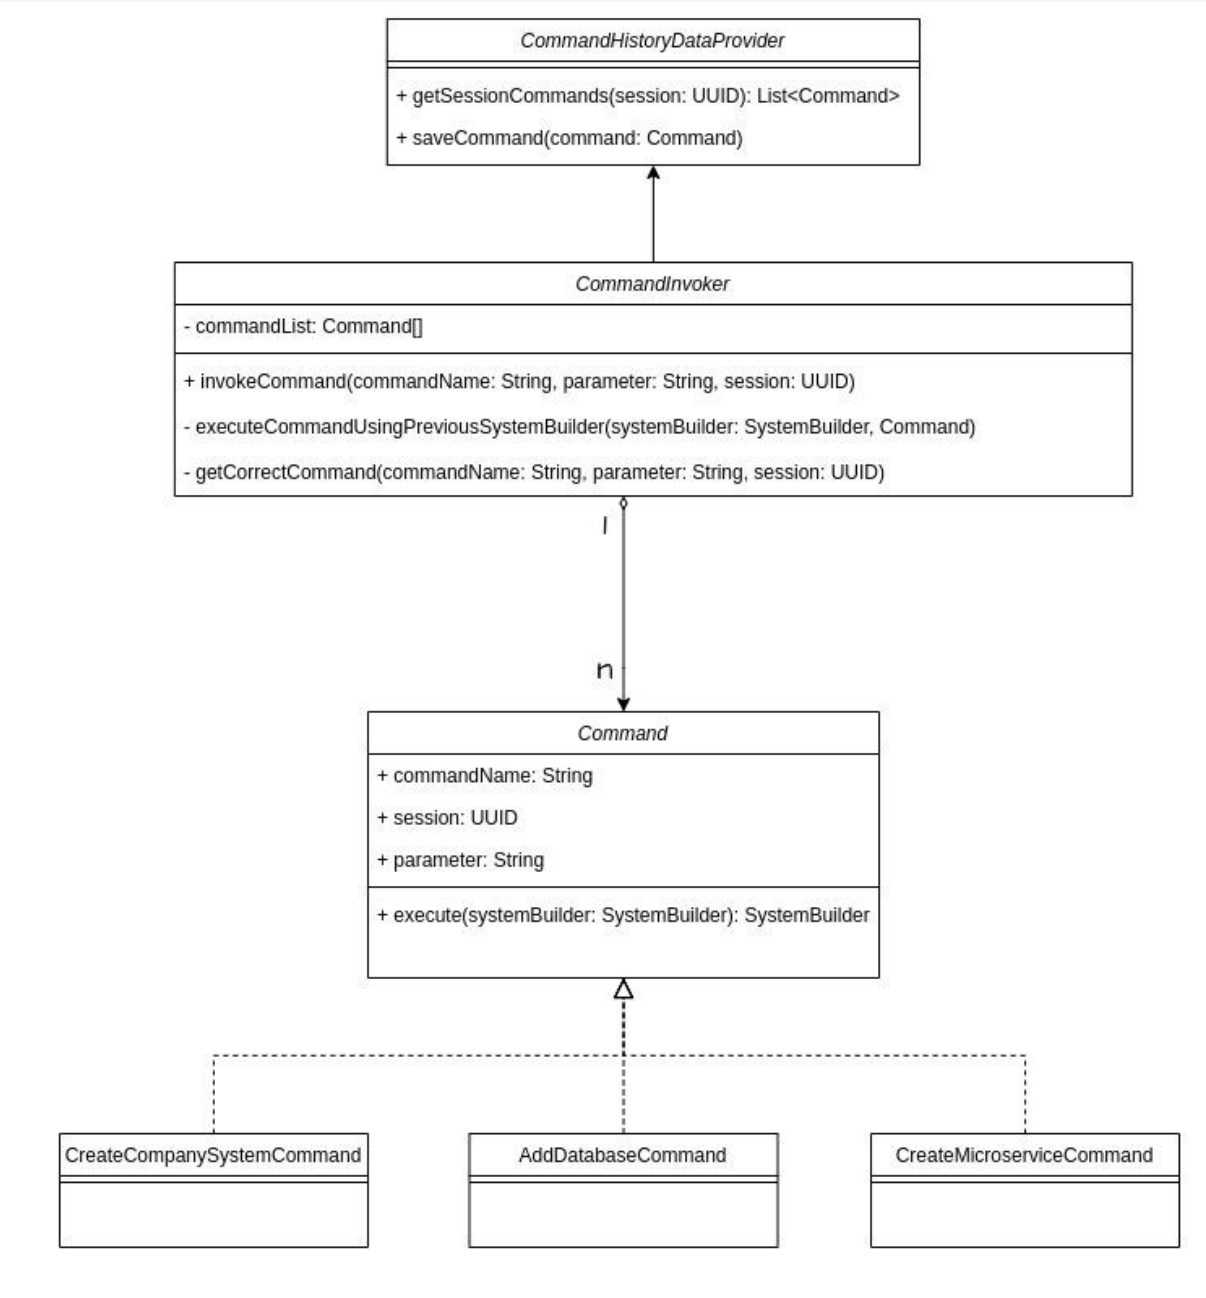 CommandHistoryDataProvider
+ getSessionCommands(session: UUID): List<Command>
+ saveCommand(command: Command)
CommandInvoker
- commandList: Command[]
+ invokeCommand(commandName: String, parameter: String, session: UUID)
- executeCommandUsingPreviousSystemBuilder(systemBuilder: SystemBuilder, Command)
- getCorrectCommand(commandName: String, parameter: String, session: UUID)
1
n
Command
+ commandName: String
+ session: UUID
+ parameter: String
+ execute(systemBuilder: SystemBuilder): SystemBuilder
CreateCompanySystemCommand
AddDatabaseCommand
CreateMicroserviceCommand